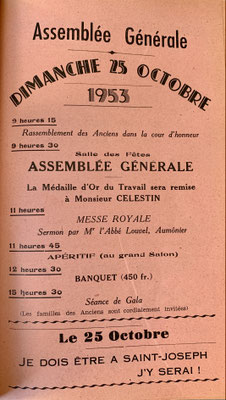 Assemblée Générale
DIMANCHE 25 OCTOBRE
1953
9 heures 15
Rassemblement des Anciens dans la cour d'honneur
9 heures 30
Salle des Fêtes
ASSEMBLÉE GÉNÉRALE
La Médaille d'Or du Travail sera remise
à Monsieur CELESTIN
11 heures
MESSE ROYALE
Sermon par Mr l'Abbé Louvel, Aumônier
11 heures 45
APÉRITIF (au grand Salon)
12 heures 30
BANQUET (450 fr.)
15 heures 30
Séance de Gala
(Les familles des Anciens sont cordialement invitées)
Le 25 Octobre
JE DOIS ÊTRE A SAINT-JOSEPH
J'Y SERAI !